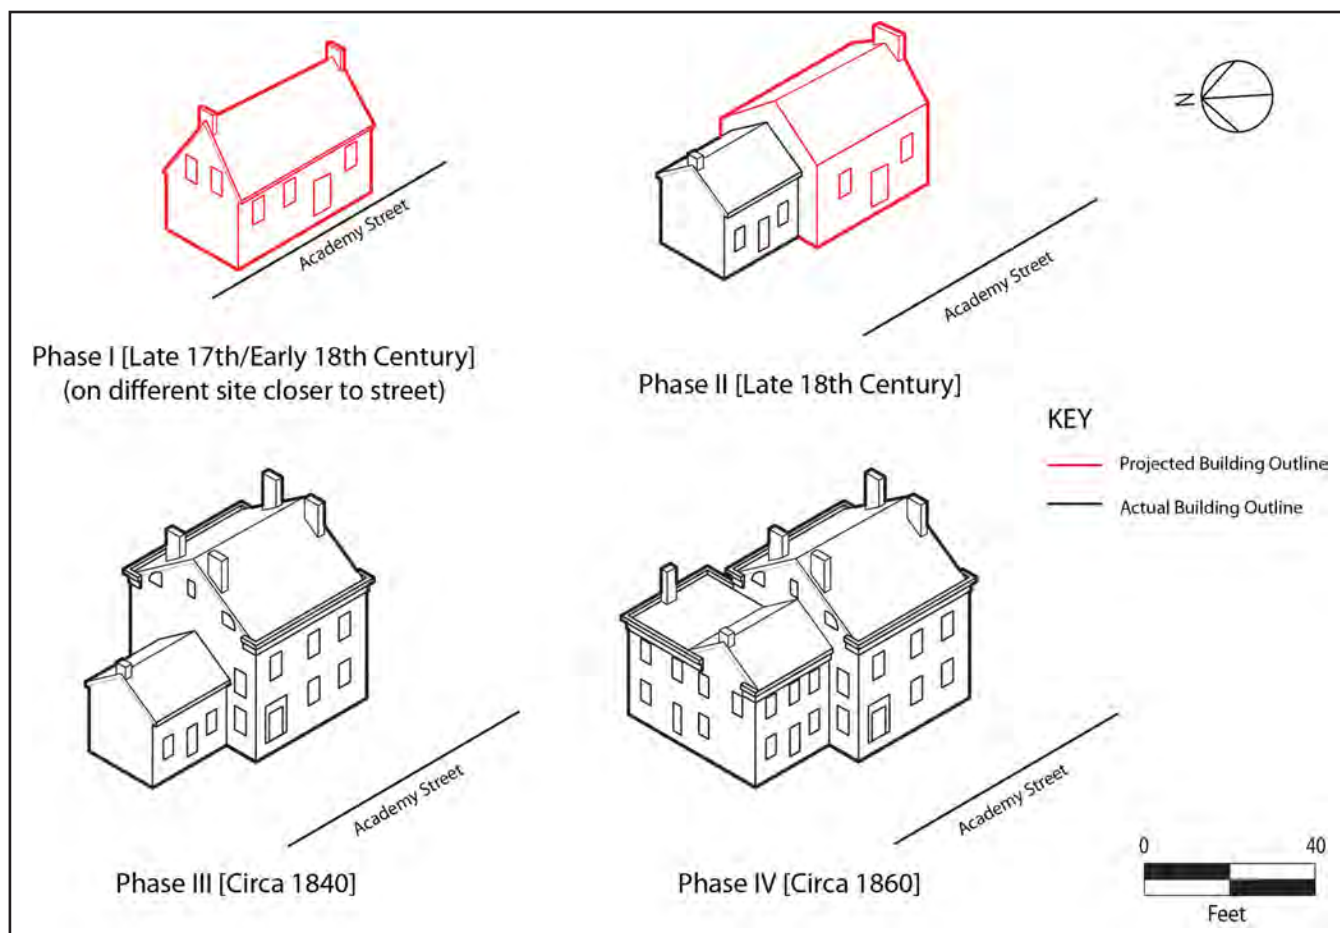 N
Academy Street
Academy Street
Phase I [Late 17th/Early 18th Century]
(on different site closer to street)
Phase II [Late 18th Century]
KEY
Projected Building Outline
Actual Building Outline
Academy Street
Academy Street
Phase III [Circa 1840]
Phase IV [Circa 1860]
0 40
Feet